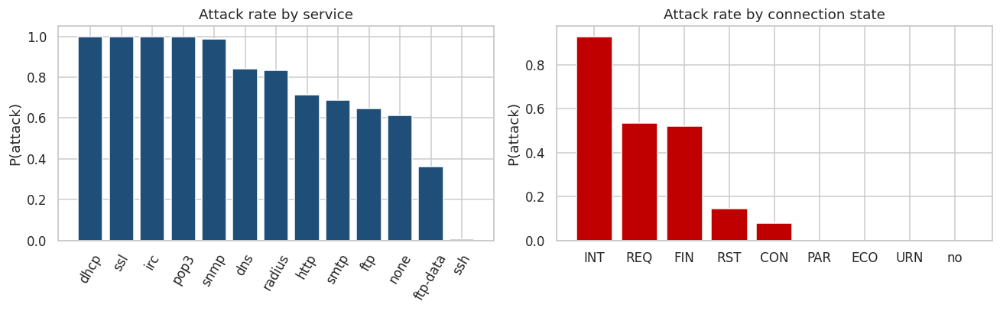 Attack rate by service
P(attack)
1.0
0.8
0.6
0.4
0.2
0.0
dhcp ssl irc pop3 snmp dns radius http smtp ftp none ftp-data ssh
Attack rate by connection state
P(attack)
0.8
0.6
0.4
0.2
0.0
INT REQ FIN RST CON PAR ECO URN no